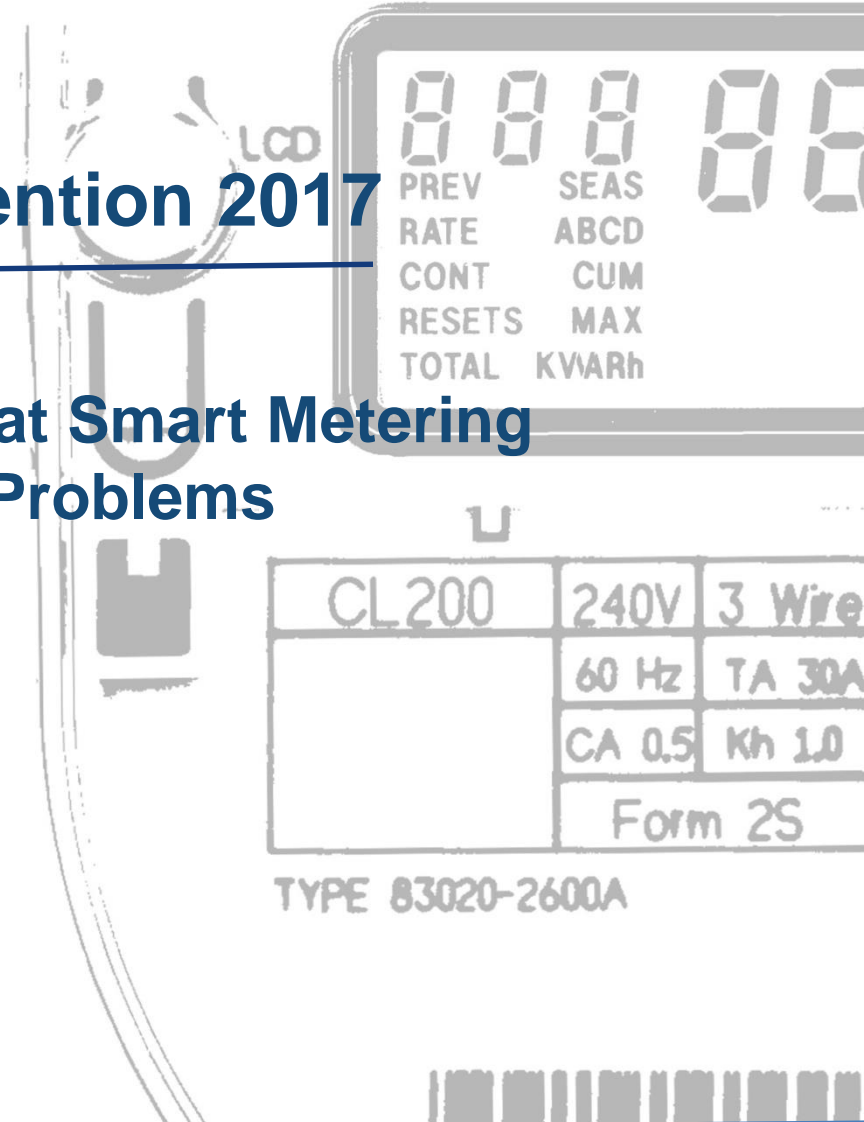 LCD
ention 2017
PREV SEAS
RATE ABCD
CONT CUM
RESETS MAX
TOTAL KWARh
at Smart Metering
Problems
CL200 240V 3 Wire
60 Hz TA 30A
CA 0.5 Kh 1.0
Form 2S
TYPE 83020-2600A